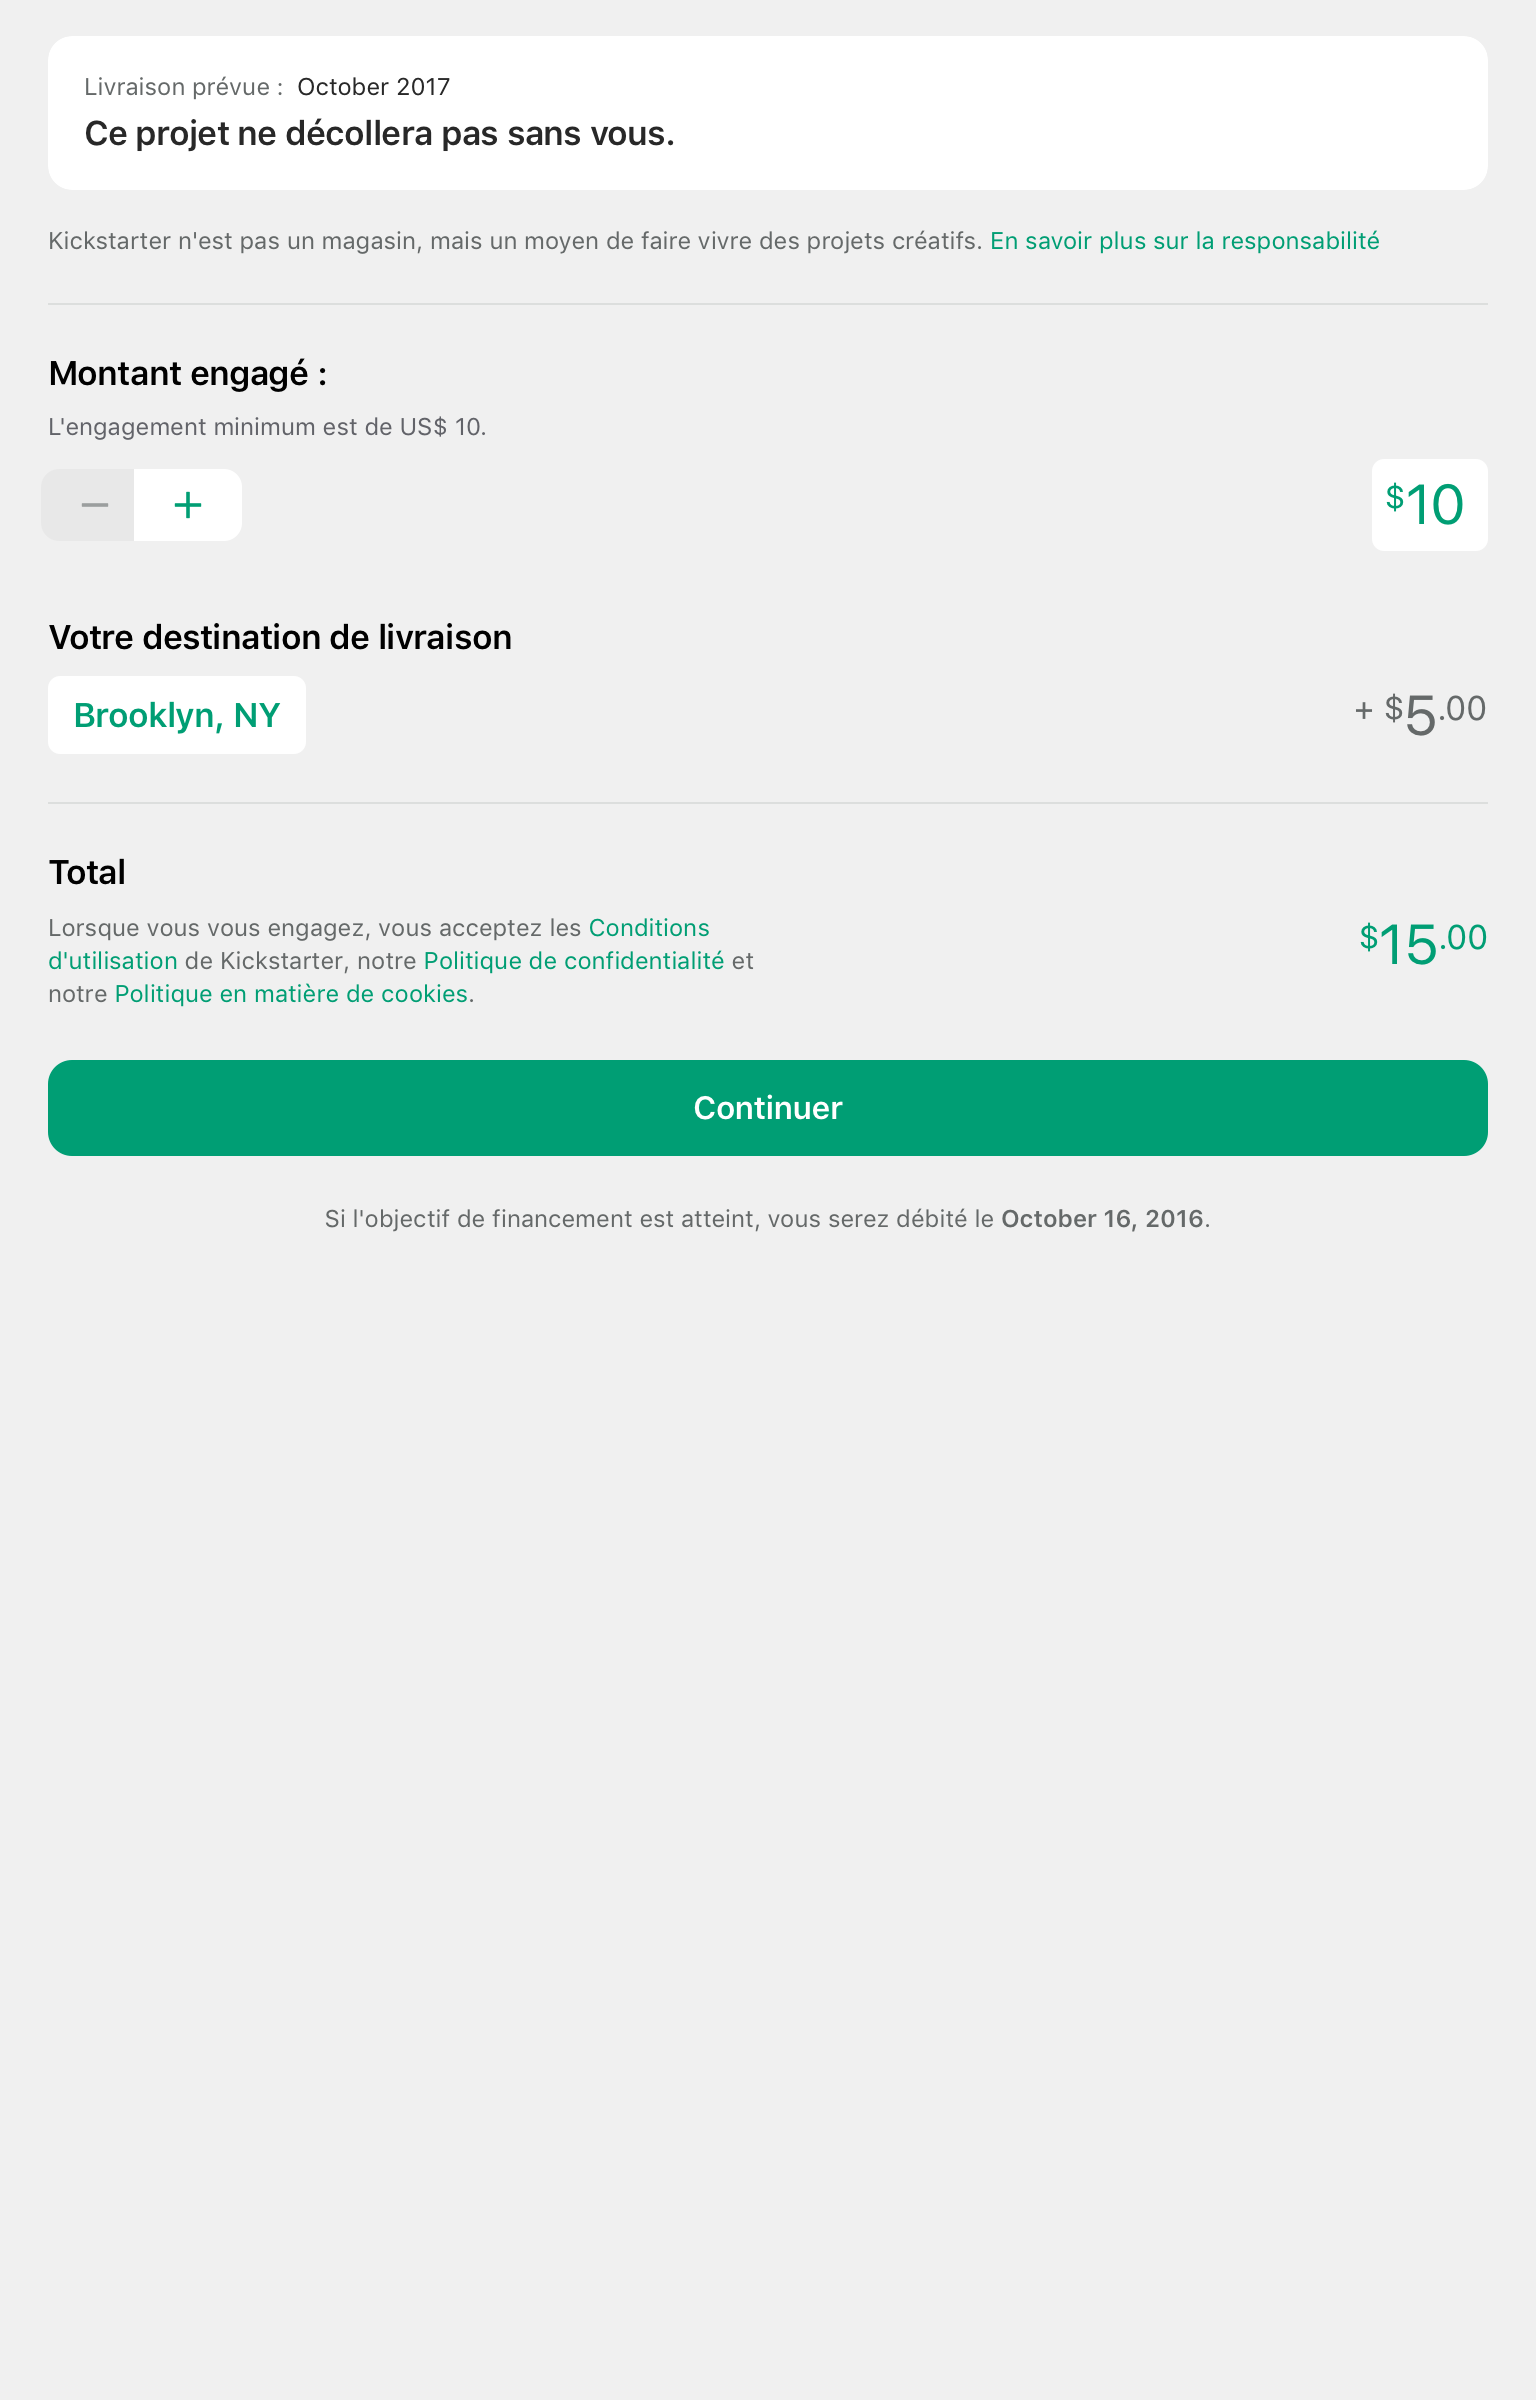 Livraison prévue : October 2017
Ce projet ne décollera pas sans vous.
Kickstarter n'est pas un magasin, mais un moyen de faire vivre des projets créatifs. En savoir plus sur la responsabilité
Montant engagé :
L'engagement minimum est de US$ 10.
− +
$10
Votre destination de livraison
Brooklyn, NY
+ $5.00
Total
Lorsque vous vous engagez, vous acceptez les Conditions
d'utilisation de Kickstarter, notre Politique de confidentialité et
notre Politique en matière de cookies.
$15.00
Continuer
Si l'objectif de financement est atteint, vous serez débité le October 16, 2016.